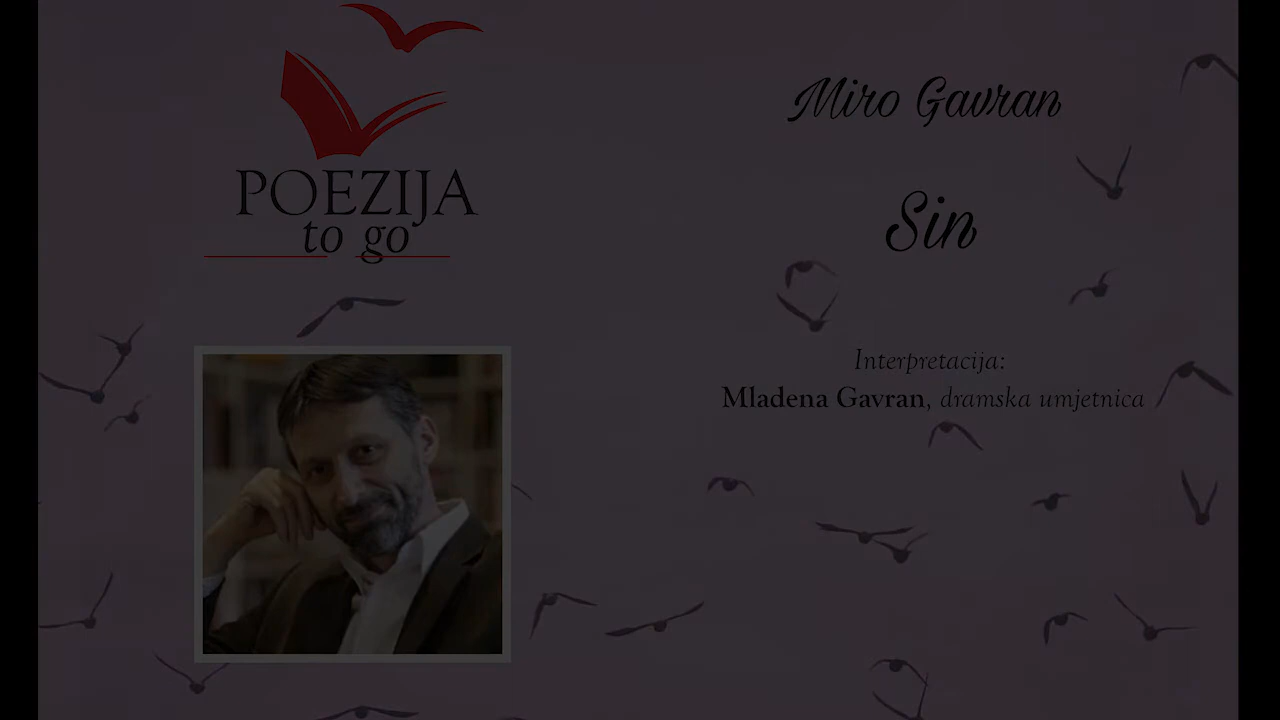 POEZIJA
to go
Miro Gavran
Sin
Interpretacija:
Mladena Gavran, dramska umjetnica